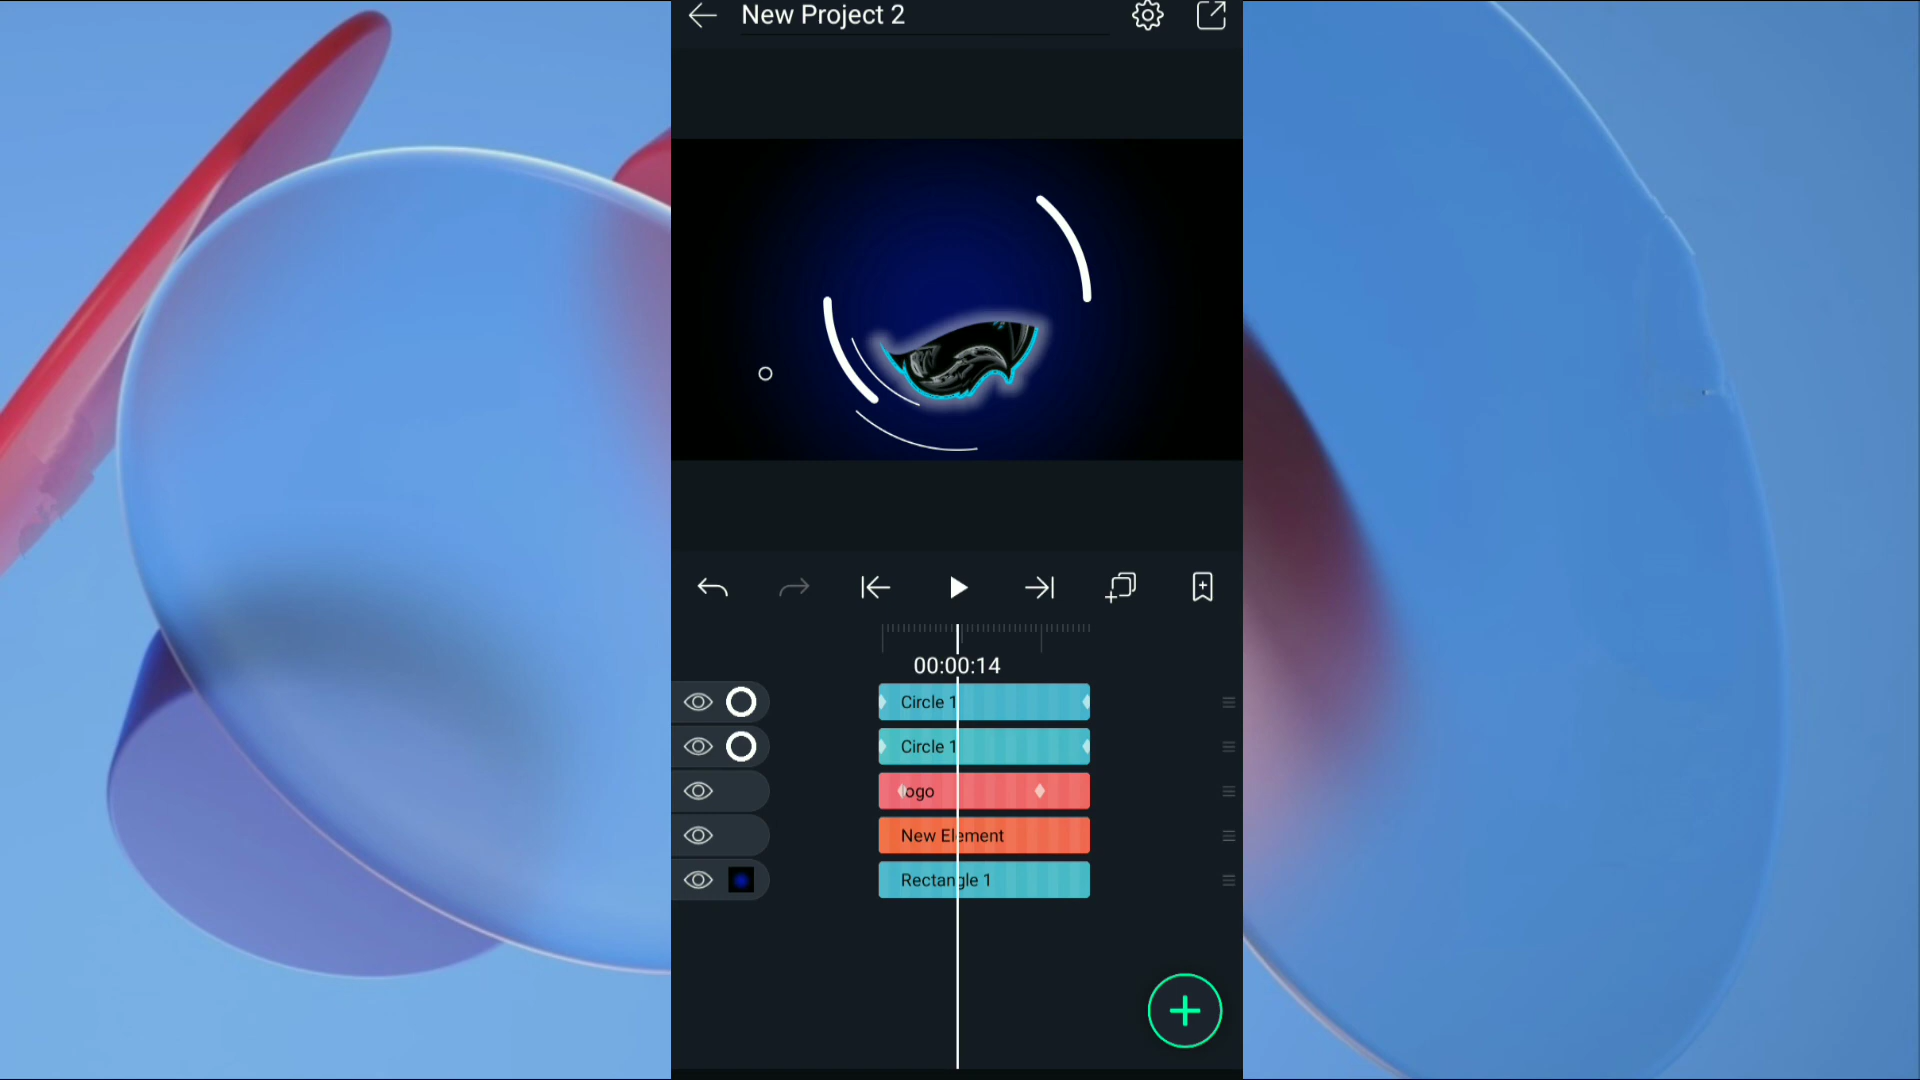 New Project 2
00:00:14
Circle 1
Circle 1
ogo
New Element
Rectangle 1